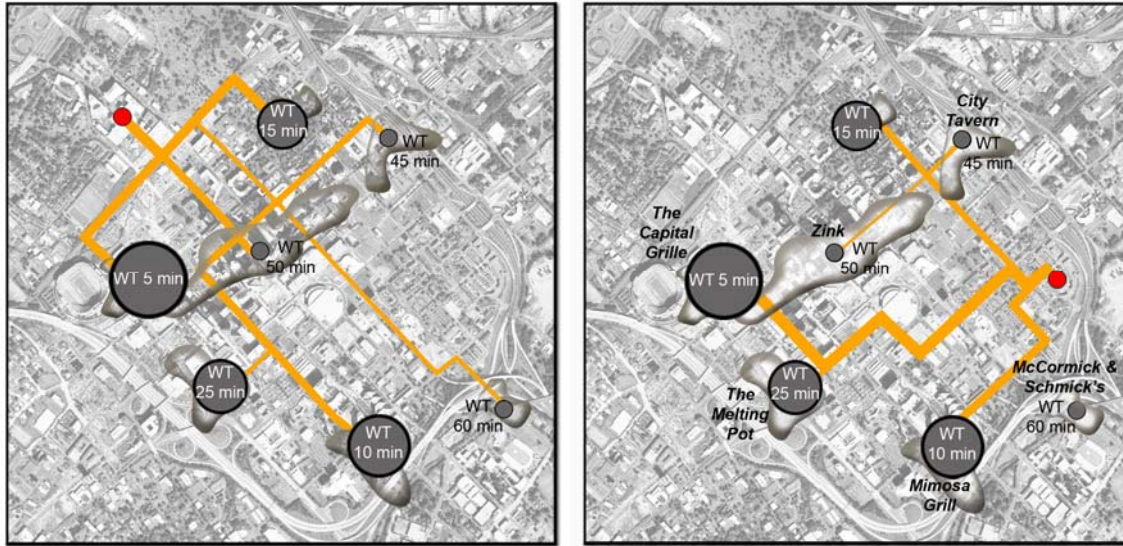 WT
15 min
WT
45 min
WT
50 min
WT 5 min
WT
25 min
WT
60 min
WT
10 min
City
Tavern
WT
15 min
WT
45 min
The
Capital
Grille
Zink
WT
50 min
WT 5 min
McCormick &
Schmick's
WT
25 min
The
Melting
Pot
WT
60 min
WT
10 min
Mimosa
Grill